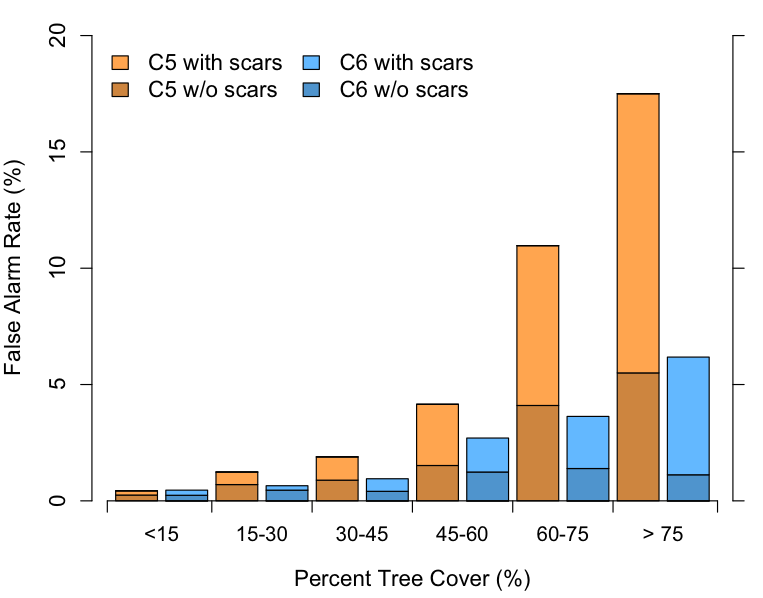 C5 with scars
C5 w/o scars
C6 with scars
C6 w/o scars
False Alarm Rate (%)
20
15
10
5
0
<15 15-30 30-45 45-60 60-75 > 75
Percent Tree Cover (%)